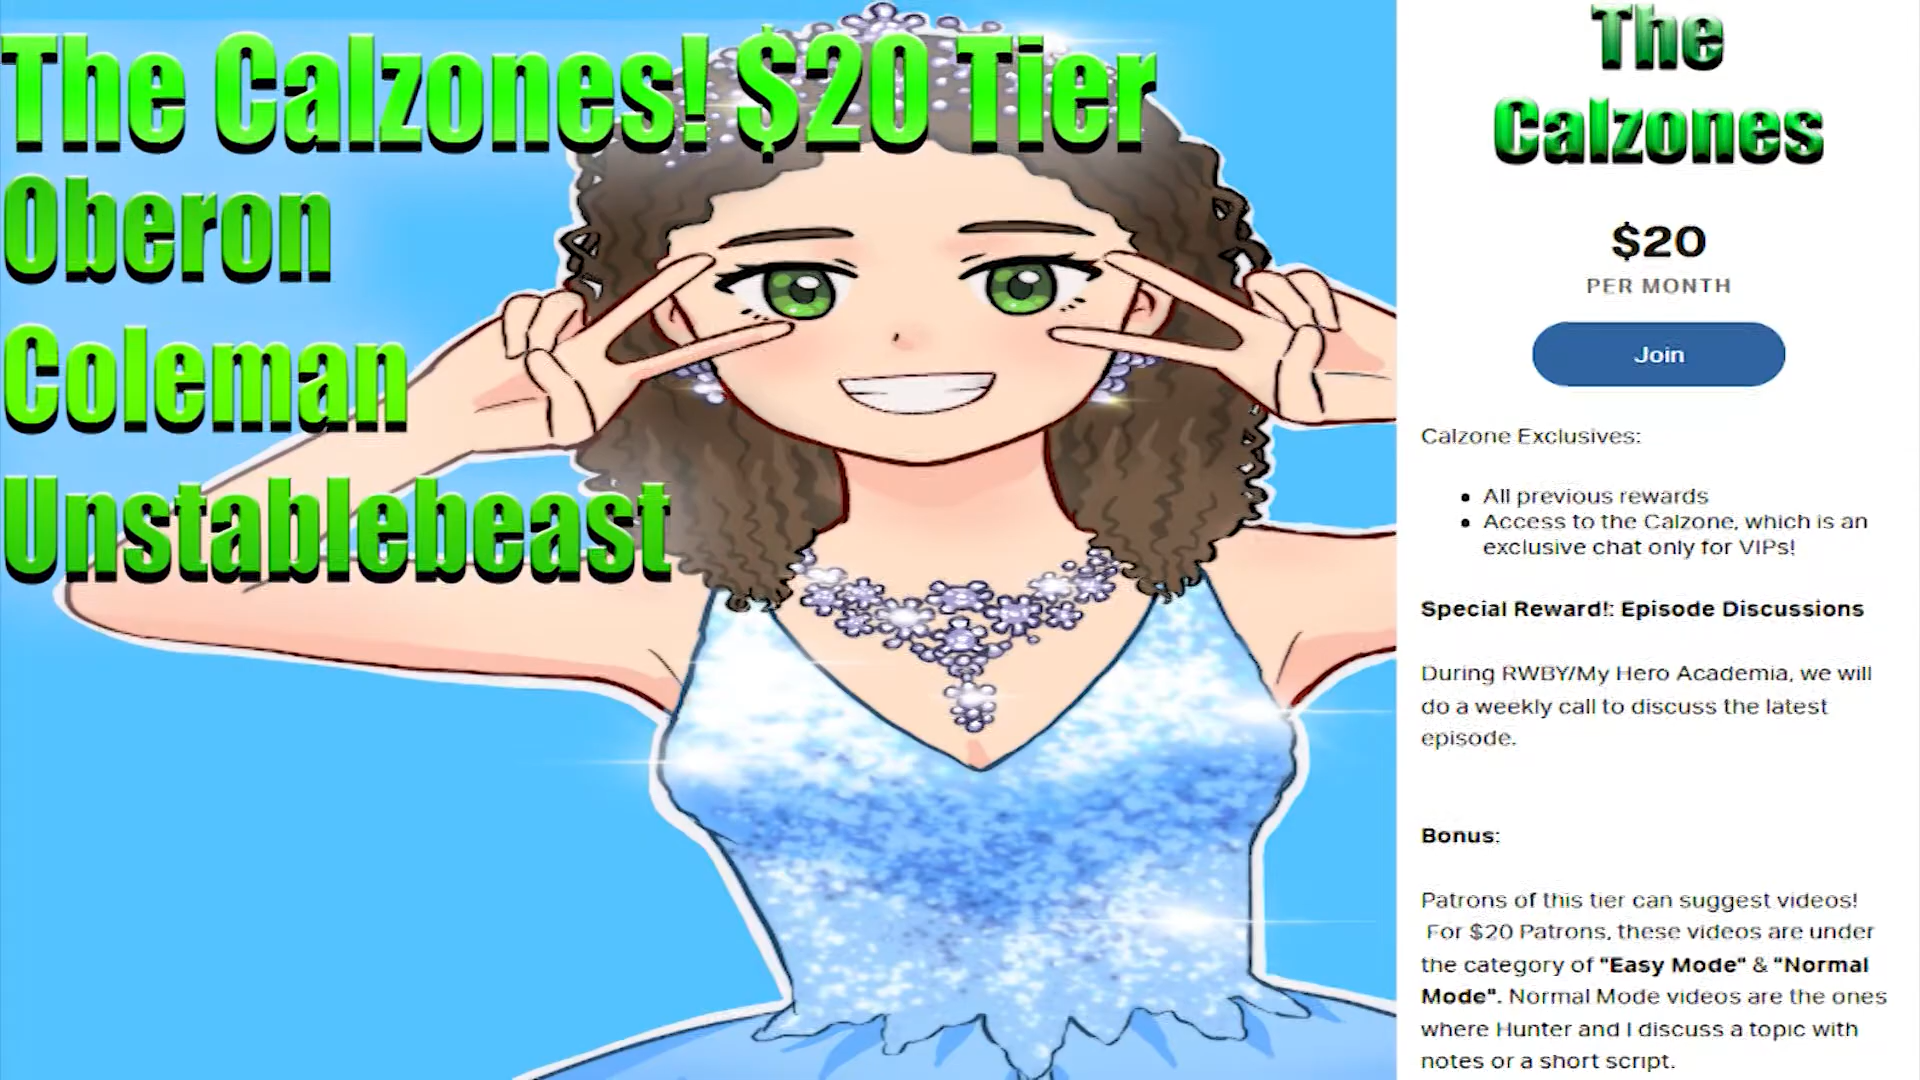 The Calzones! $20 Tier
Oberon
Coleman
Unstablebeast
The
Calzones
$20
PER MONTH
Join
Calzone Exclusives:
• All previous rewards
• Access to the Calzone, which is an
exclusive chat only for VIPs!
Special Reward!: Episode Discussions
During RWBY/My Hero Academia, we will
do a weekly call to discuss the latest
episode.
Bonus:
Patrons of this tier can suggest videos!
For $20 Patrons, these videos are under
the category of "Easy Mode" & "Normal
Mode". Normal Mode videos are the ones
where Hunter and I discuss a topic with
notes or a short script.